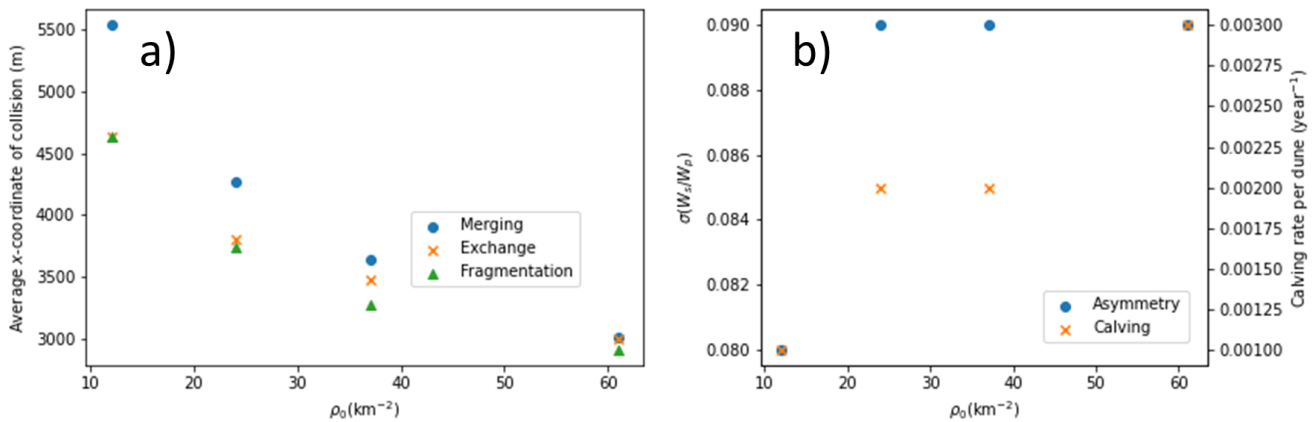 a)
Average x-coordinate of collision (m)
5500
5000
4500
4000
3500
3000
Merging
Exchange
Fragmentation
10 20 30 40 50 60
ρ₀(km⁻²)
b)
σ(Wₛ/Wₚ)
0.090
0.088
0.086
0.084
0.082
0.080
Asymmetry
Calving
10 20 30 40 50 60
ρ₀(km⁻²)
0.00300
0.00275
0.00250
0.00225
0.00200
0.00175
0.00150
0.00125
0.00100
Calving rate per dune (year⁻¹)